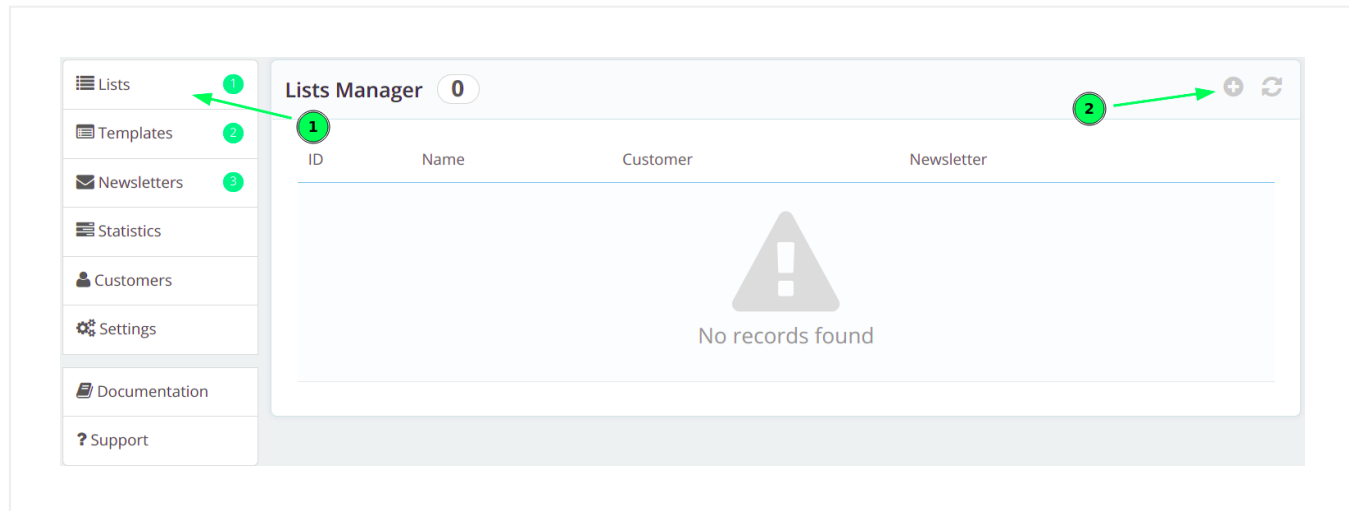 Lists 1
Templates 2
Newsletters 3
Statistics
Customers
Settings
Documentation
? Support
Lists Manager 0
1
2
ID Name Customer Newsletter
No records found